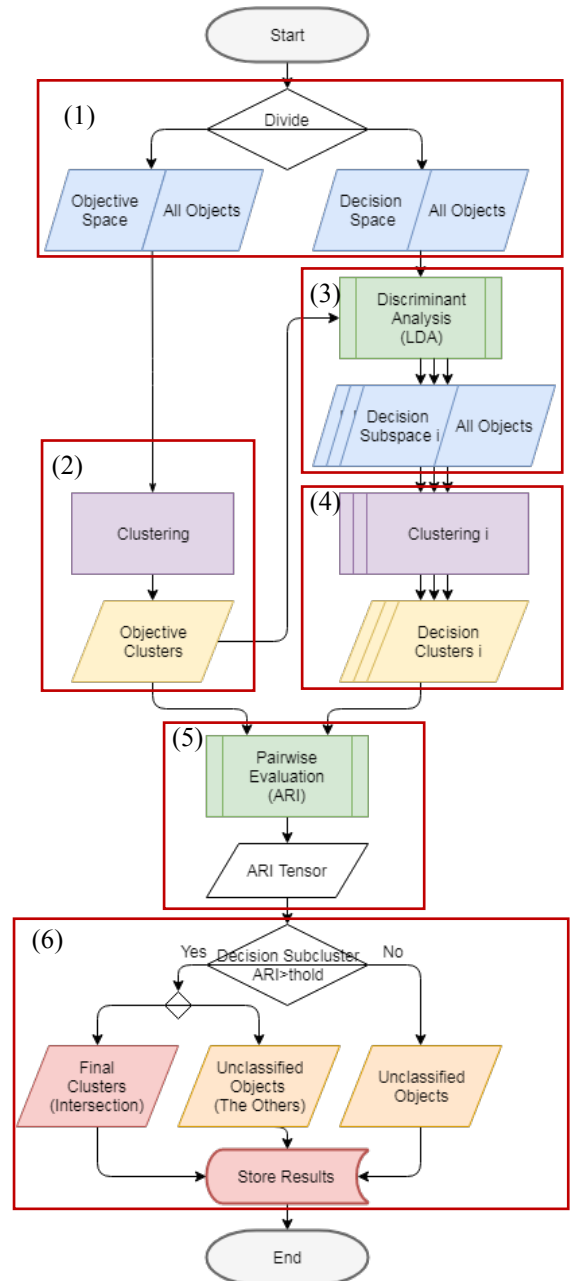 Start
(1)
Divide
Objective
Space
All Objects
Decision
Space
All Objects
(3)
Discriminant
Analysis
(LDA)
Decision
Subspace i
All Objects
(2)
Clustering
(4)
Clustering i
Objective
Clusters
Decision
Clusters i
(5)
Pairwise
Evaluation
(ARI)
ARI Tensor
(6)
Yes
Decision Subcluster
ARI>thold
No
Final
Clusters
(Intersection)
Unclassified
Objects
(The Others)
Unclassified
Objects
Store Results
End